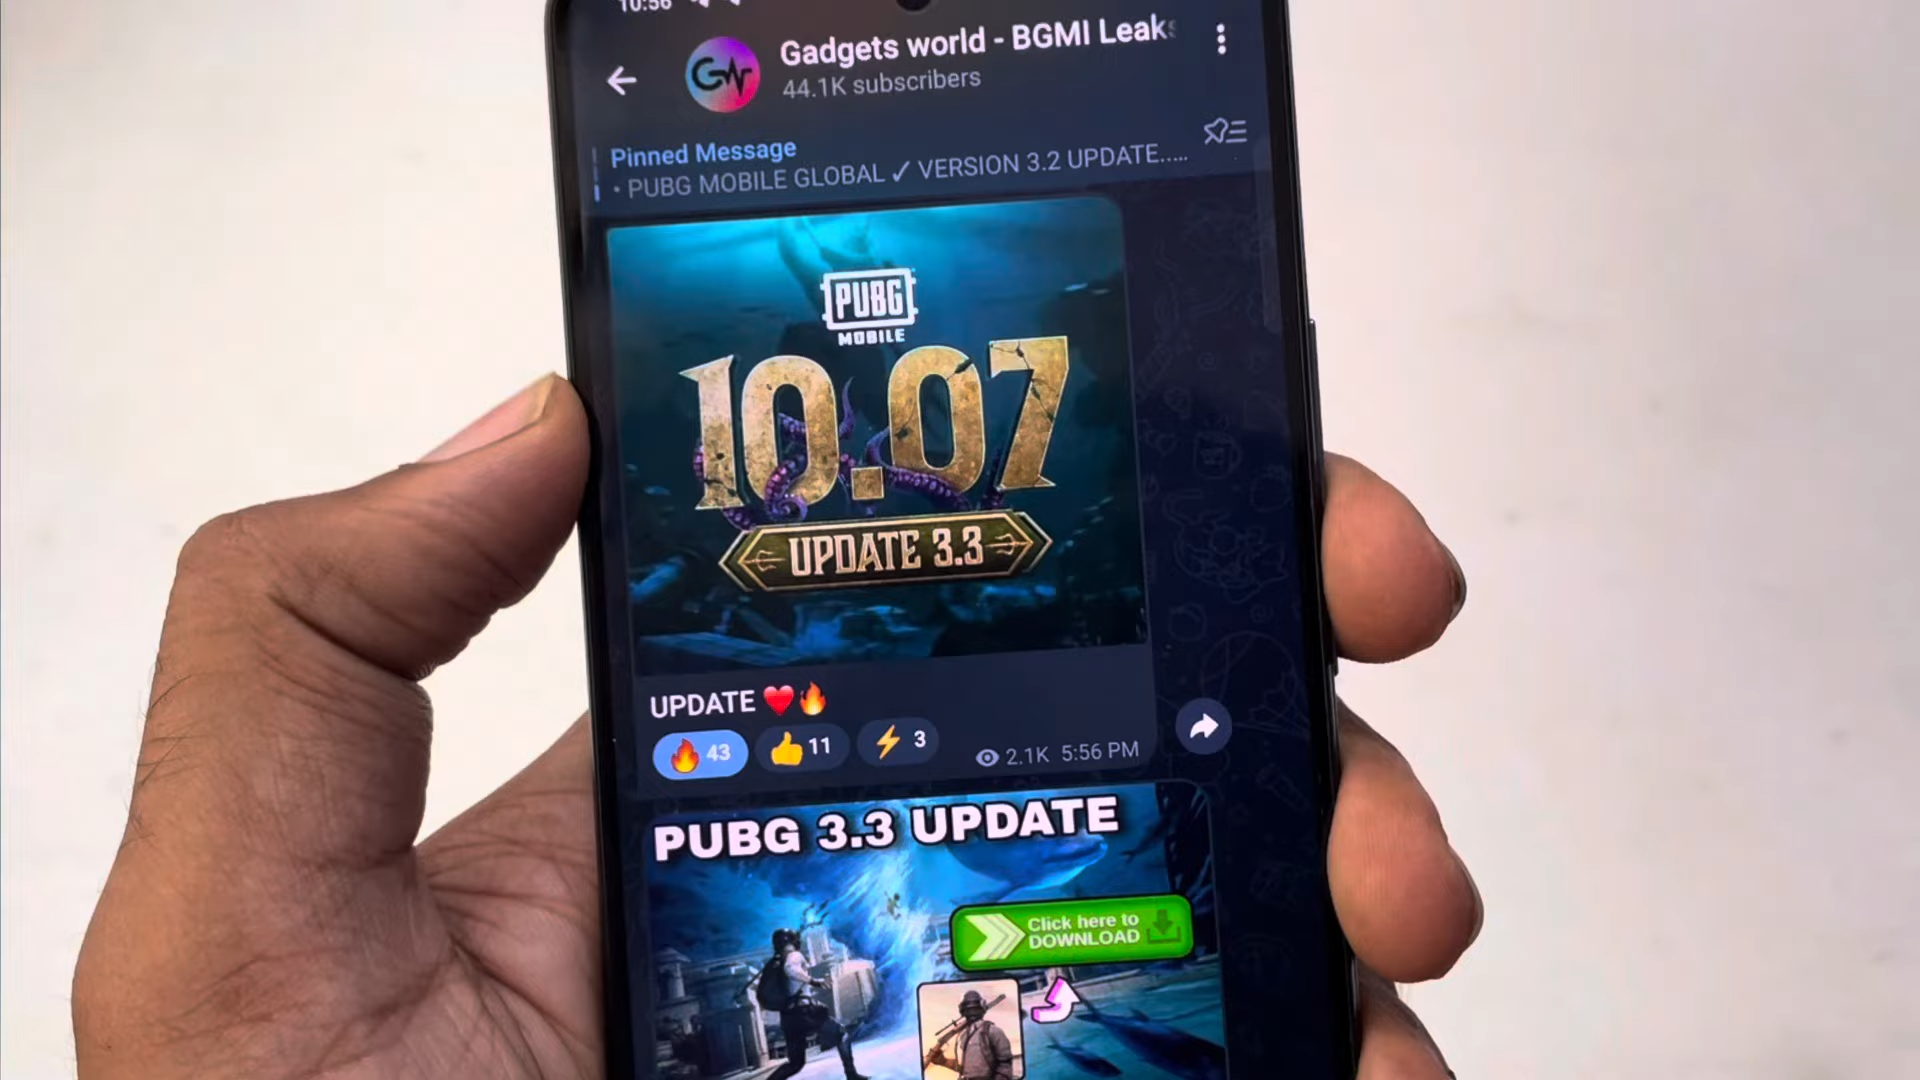 10:56
Gadgets world - BGMI Leaks
44.1K subscribers
Pinned Message
• PUBG MOBILE GLOBAL ✓ VERSION 3.2 UPDATE.....
PUBG
MOBILE
10.07
UPDATE 3.3
UPDATE ❤️🔥
🔥 43 👍 11 ⚡ 3 2.1K 5:56 PM
PUBG 3.3 UPDATE
Click here to
DOWNLOAD